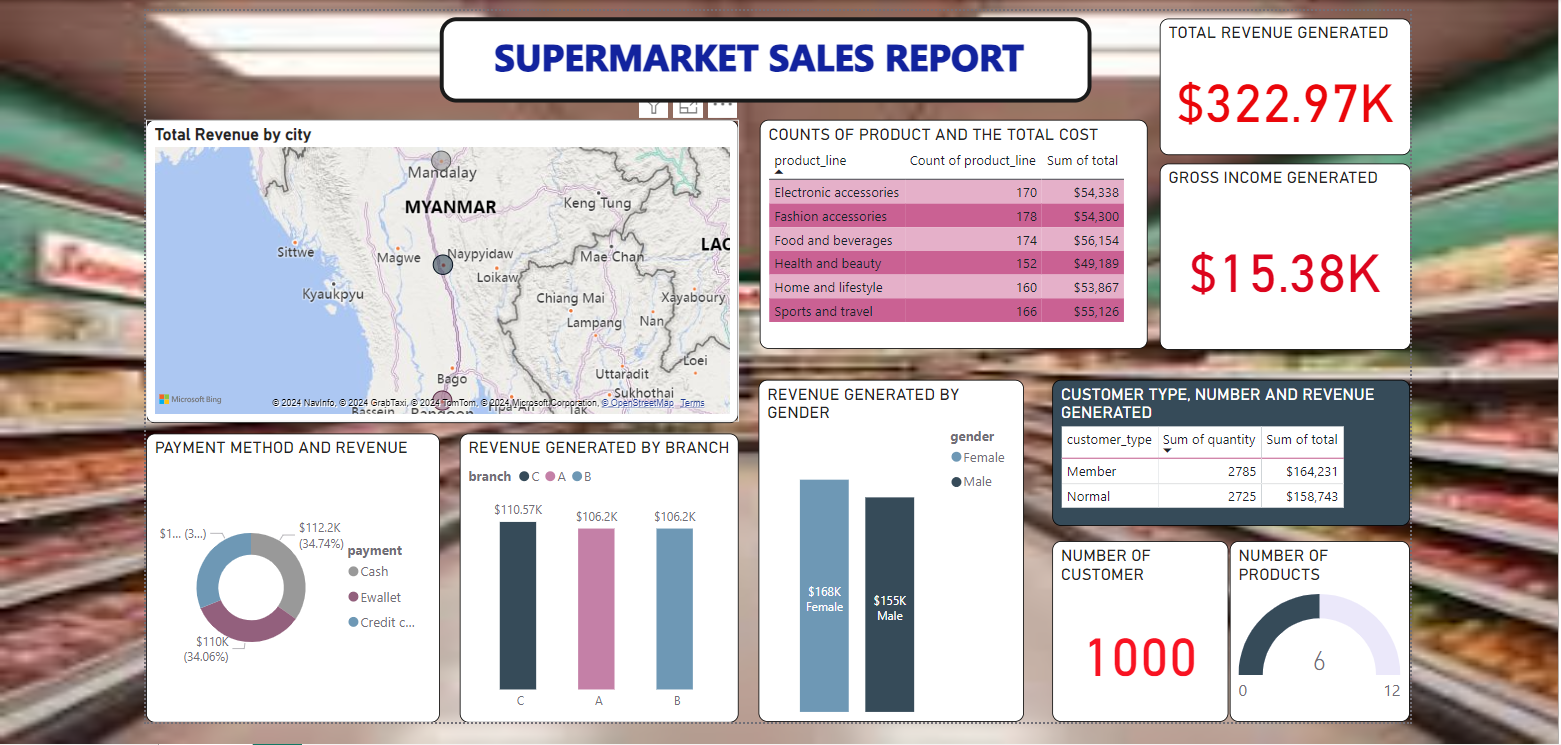 SUPERMARKET SALES REPORT
TOTAL REVENUE GENERATED
$322.97K
GROSS INCOME GENERATED
$15.38K
Total Revenue by city
Mandalay
MYANMAR
Keng Tung
LAO
Sittwe
Magwe
Naypyidaw
Loikaw
Mae Chan
Kyaukpyu
Chiang Mai
Xayaboury
Lampang
Nan
Loei
Bago
Uttaradit
Sukhothai
Bassein
Rangoon
Hpa-An
Tak
Microsoft Bing
© 2024 NavInfo, © 2024 GrabTaxi, © 2024 TomTom, © 2024 Microsoft Corporation, © OpenStreetMap Terms
COUNTS OF PRODUCT AND THE TOTAL COST
product_line Count of product_line Sum of total
Electronic accessories 170 $54,338
Fashion accessories 178 $54,300
Food and beverages 174 $56,154
Health and beauty 152 $49,189
Home and lifestyle 160 $53,867
Sports and travel 166 $55,126
PAYMENT METHOD AND REVENUE
$1... (3...)
$112.2K
(34.74%)
$110K
(34.06%)
payment
Cash
Ewallet
Credit c...
REVENUE GENERATED BY BRANCH
branch C A B
$110.57K
$106.2K
$106.2K
C A B
REVENUE GENERATED BY
GENDER
gender
Female
Male
$168K
Female
$155K
Male
CUSTOMER TYPE, NUMBER AND REVENUE
GENERATED
customer_type Sum of quantity Sum of total
Member 2785 $164,231
Normal 2725 $158,743
NUMBER OF
CUSTOMER
1000
NUMBER OF
PRODUCTS
6
0 12